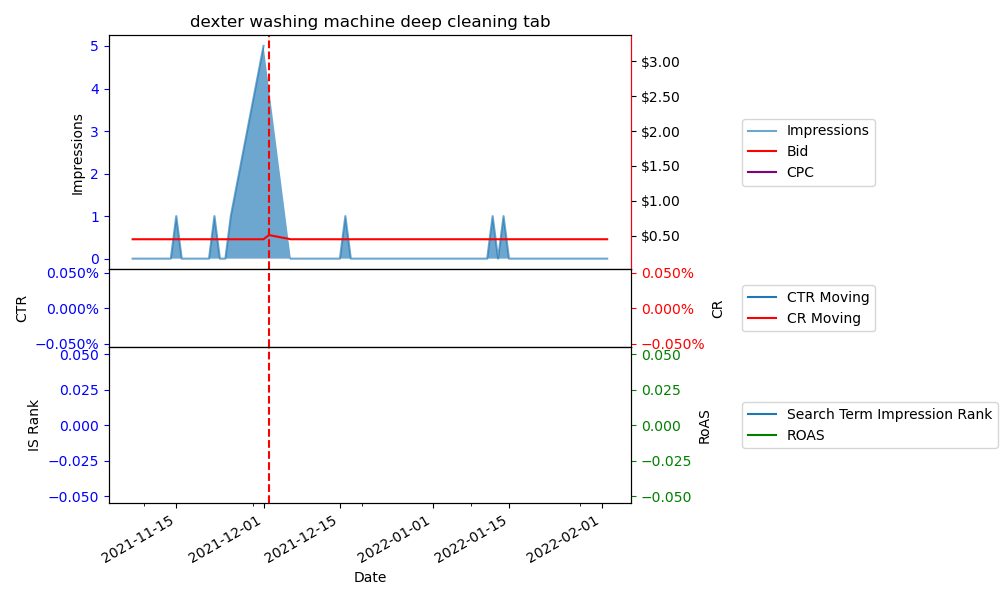 dexter washing machine deep cleaning tab
5
4
3
2
1
0
Impressions
$3.00
$2.50
$2.00
$1.50
$1.00
$0.50
Impressions
Bid
CPC
0.050%
0.000%
−0.050%
CTR
0.050%
0.000%
−0.050%
CR
CTR Moving
CR Moving
0.050
0.025
0.000
−0.025
−0.050
IS Rank
0.050
0.025
0.000
−0.025
−0.050
RoAS
Search Term Impression Rank
ROAS
2021-11-15
2021-12-01
2021-12-15
2022-01-01
2022-01-15
2022-02-01
Date